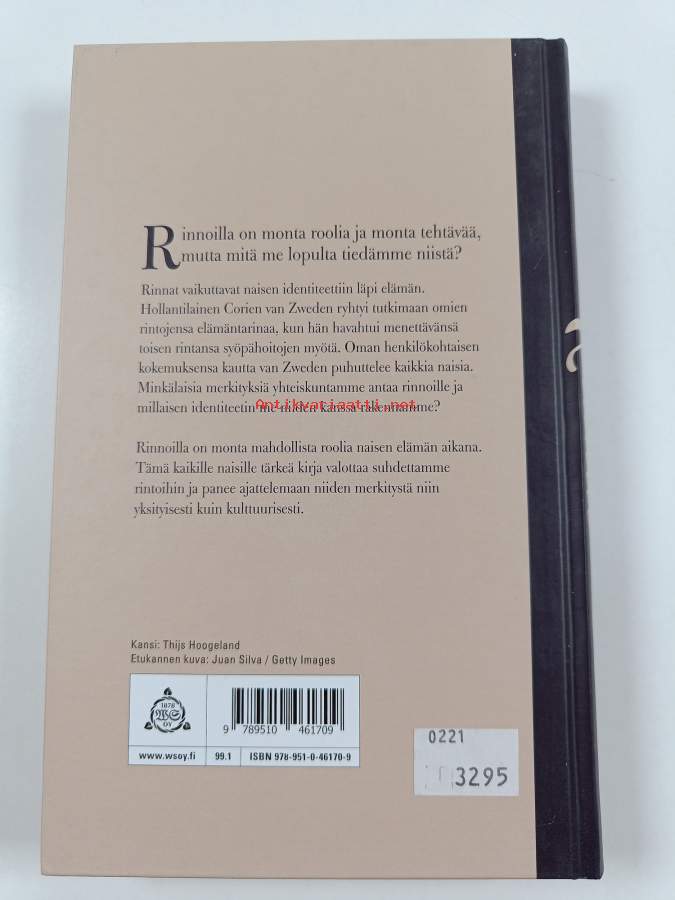 Rinnoilla on monta roolia ja monta tehtävää,
mutta mitä me lopulta tiedämme niistä?
Rinnat vaikuttavat naisen identiteettiin läpi elämän.
Hollantilainen Corien van Zweden ryhtyi tutkimaan omien
rintojensa elämäntarinaa, kun hän havahtui menettävänsä
toisen rintansa syöpähoitojen myötä. Oman henkilökohtaisen
kokemuksensa kautta van Zweden puhuttelee kaikkia naisia.
Minkälaisia merkityksiä yhteiskuntamme antaa rinnoille ja
millaisen identiteetin me niiden kanssa rakennamme?
Antikvariaatti.net
Rinnoilla on monta mahdollista roolia naisen elämän aikana.
Tämä kaikille naisille tärkeä kirja valottaa suhdettamme
rintoihin ja panee ajattelemaan niiden merkitystä niin
yksityisesti kuin kulttuurisesti.
Kansi: Thijs Hoogeland
Etukannen kuva: Juan Silva / Getty Images
1878
WS
OY
9 789510 461709
www.wsoy.fi
99.1
ISBN 978-951-0-46170-9
0221
3295